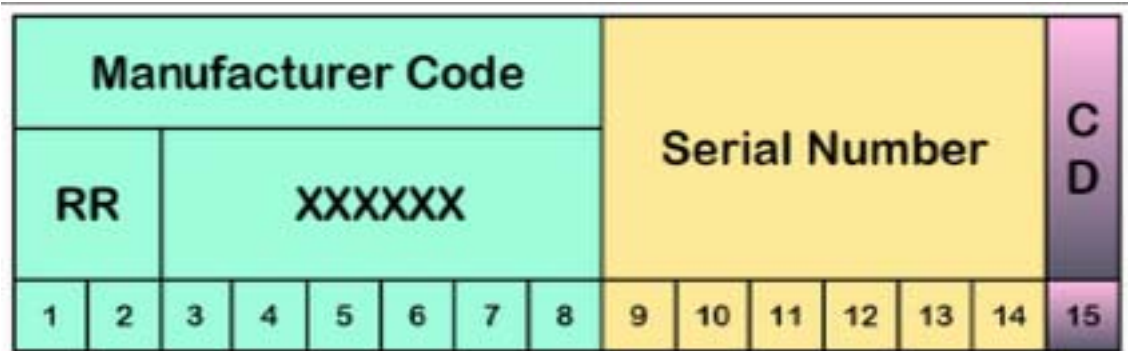 Manufacturer Code
Serial Number
CD
RR
XXXXXX
1 2 3 4 5 6 7 8 9 10 11 12 13 14 15